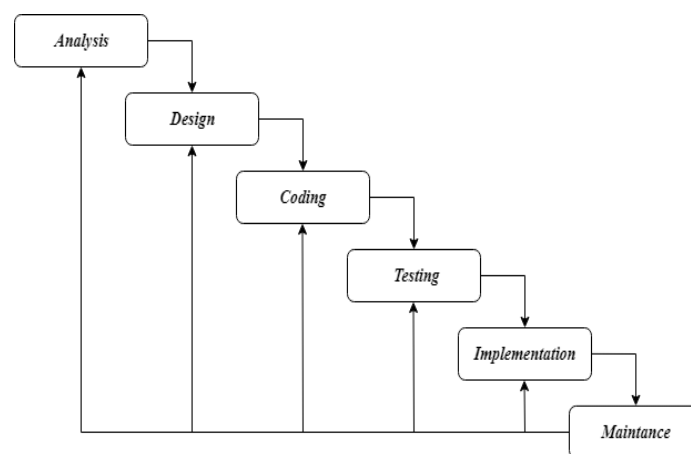 Analysis
Design
Coding
Testing
Implementation
Maintance